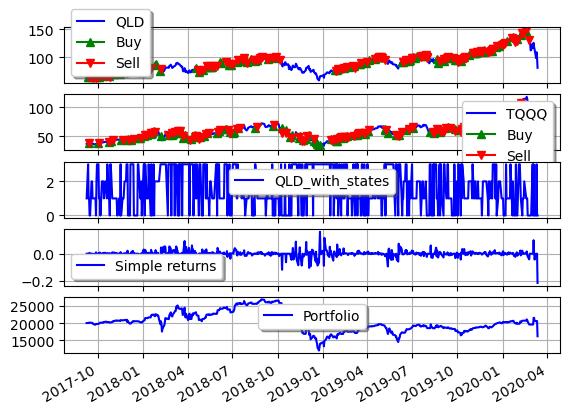 QLD
Buy
Sell
150
100
TQQQ
Buy
Sell
100
50
QLD_with_states
2
0
Simple returns
0.0
−0.2
Portfolio
25000
20000
15000
2017-10 2018-01 2018-04 2018-07 2018-10 2019-01 2019-04 2019-07 2019-10 2020-01 2020-04